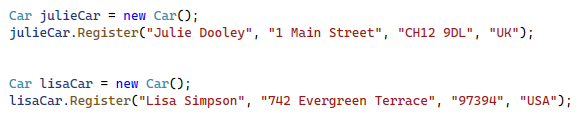 Car julieCar = new Car();
julieCar.Register("Julie Dooley", "1 Main Street", "CH12 9DL", "UK");
Car lisaCar = new Car();
lisaCar.Register("Lisa Simpson", "742 Evergreen Terrace", "97394", "USA");